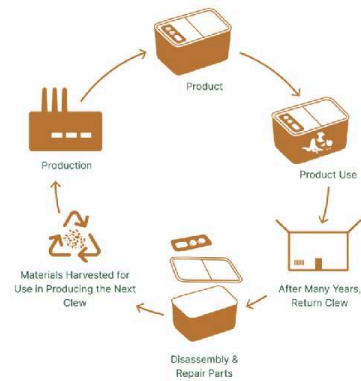 Product
Product Use
After Many Years,
Return Clew
Disassembly &
Repair Parts
Materials Harvested for
Use in Producing the Next
Clew
Production